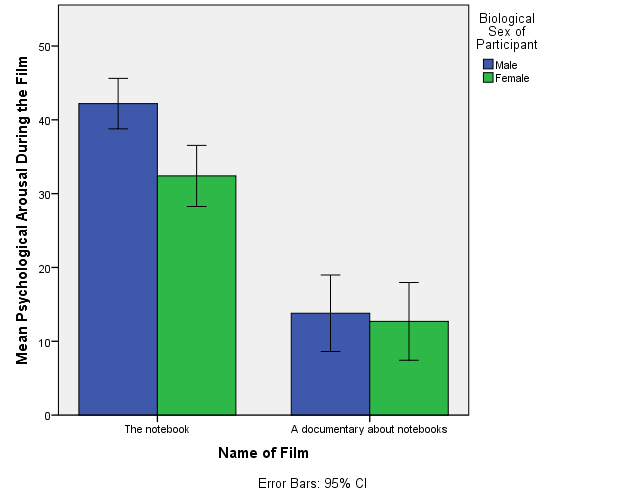 Biological
Sex of
Participant
Male
Female
Mean Psychological Arousal During the Film
50
40
30
20
10
0
The notebook
A documentary about notebooks
Name of Film
Error Bars: 95% CI